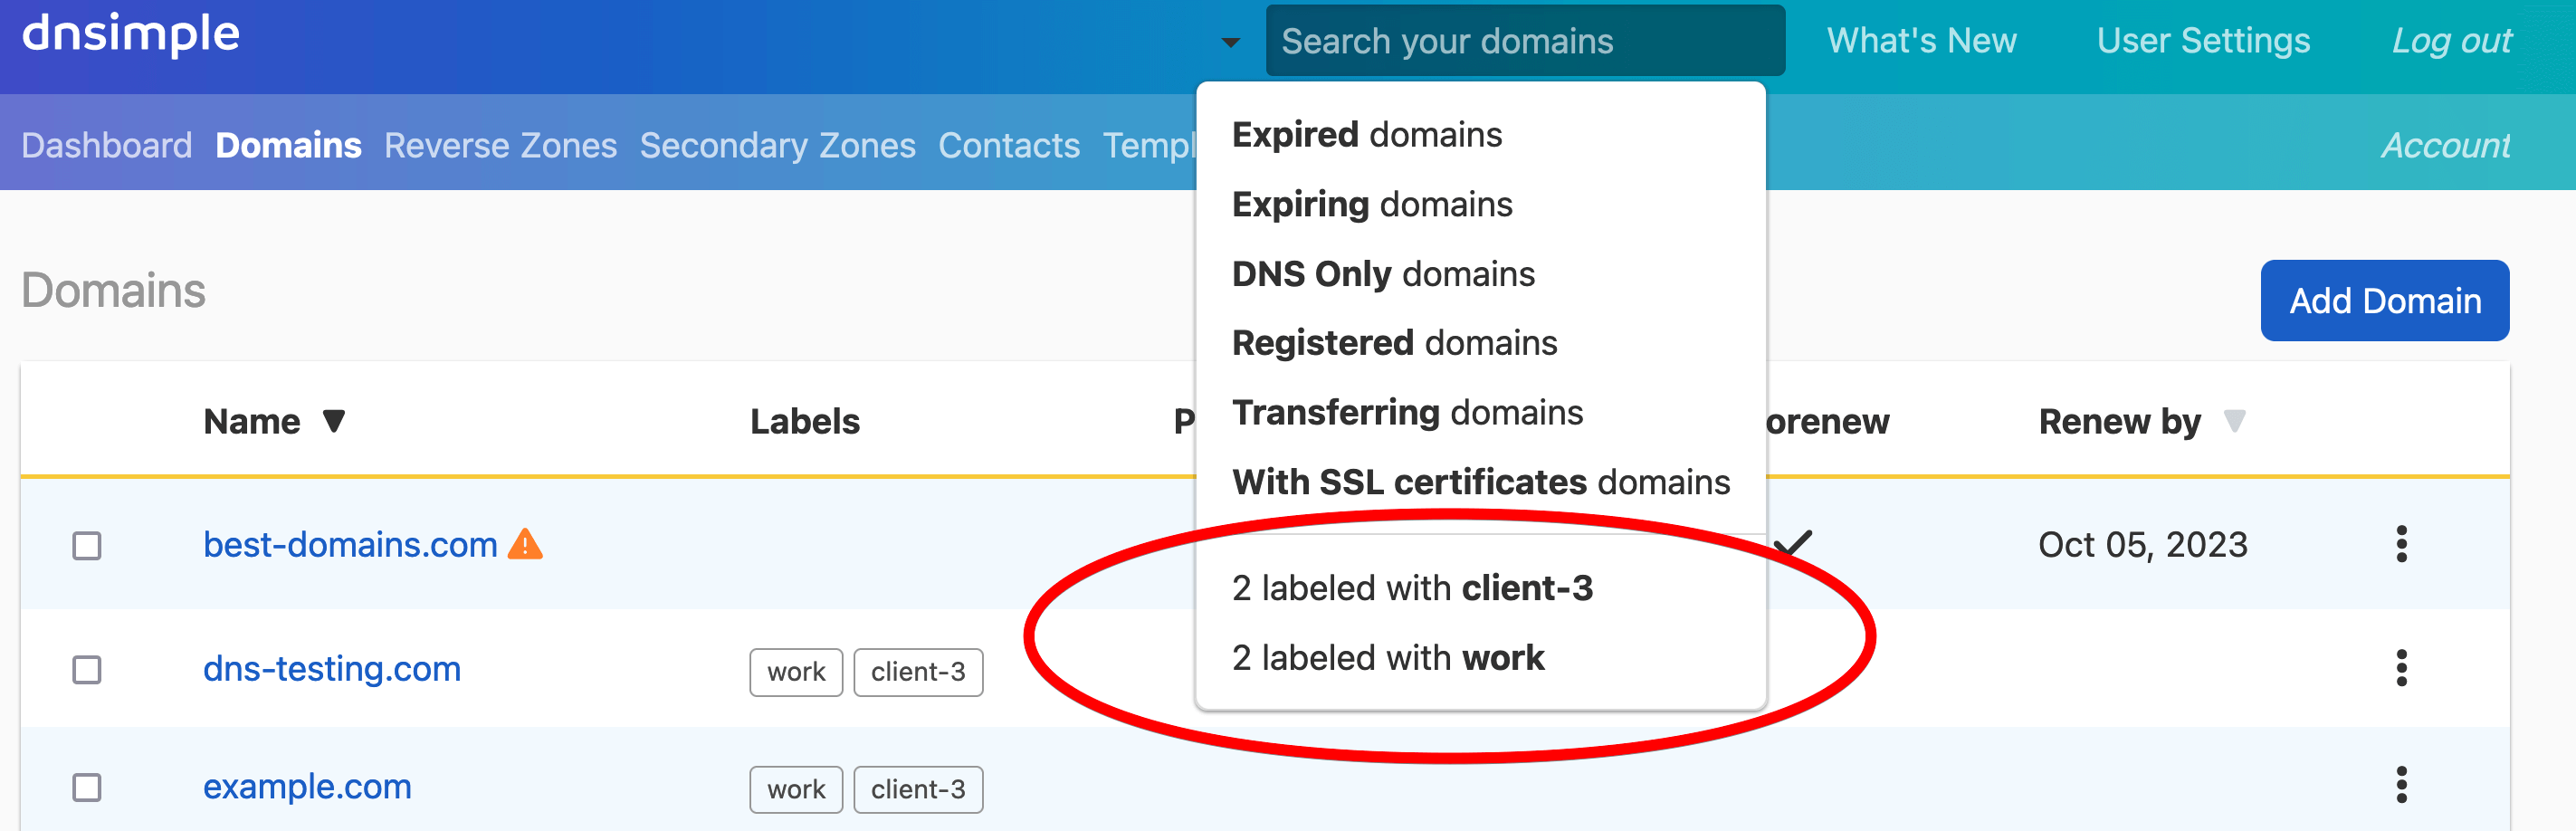 dnsimple
Search your domains
What's New
User Settings
Log out
Dashboard Domains Reverse Zones Secondary Zones Contacts Templ
Account
Expired domains
Expiring domains
DNS Only domains
Registered domains
Transferring domains
With SSL certificates domains
2 labeled with client-3
2 labeled with work
Domains
Add Domain
Name Labels P orenew Renew by
best-domains.com Oct 05, 2023
dns-testing.com work client-3
example.com work client-3